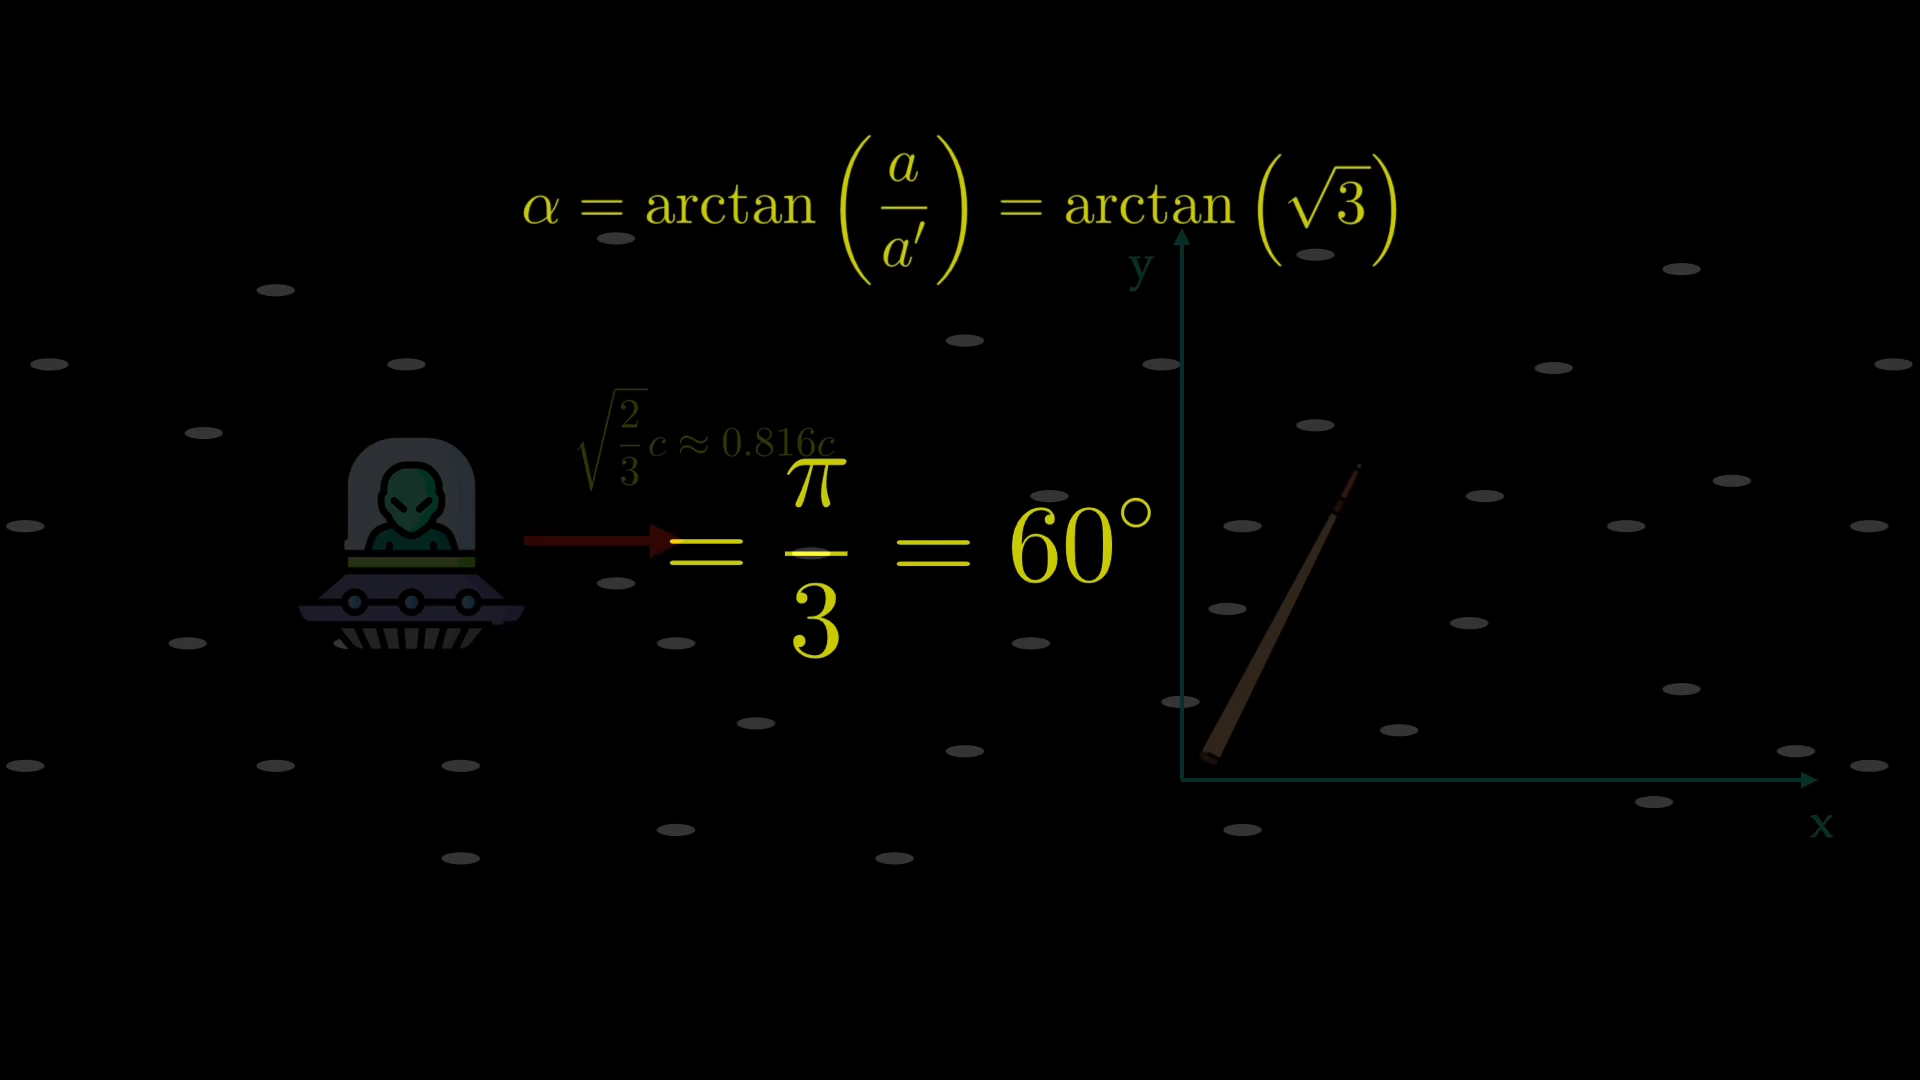 α = arctan(a/a′) = arctan(√3)
y
√(2/3) c ≈ 0.816c
= π/3 = 60°
x